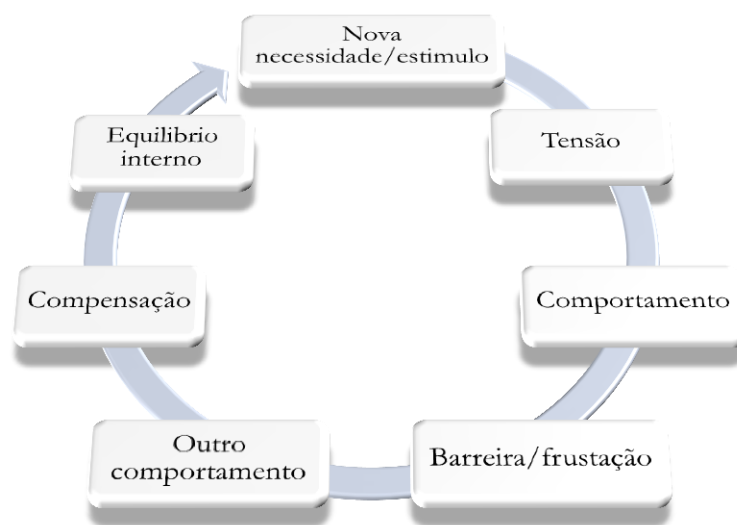 Nova
necessidade/estimulo
Tensão
Comportamento
Barreira/frustação
Outro
comportamento
Compensação
Equilibrio
interno